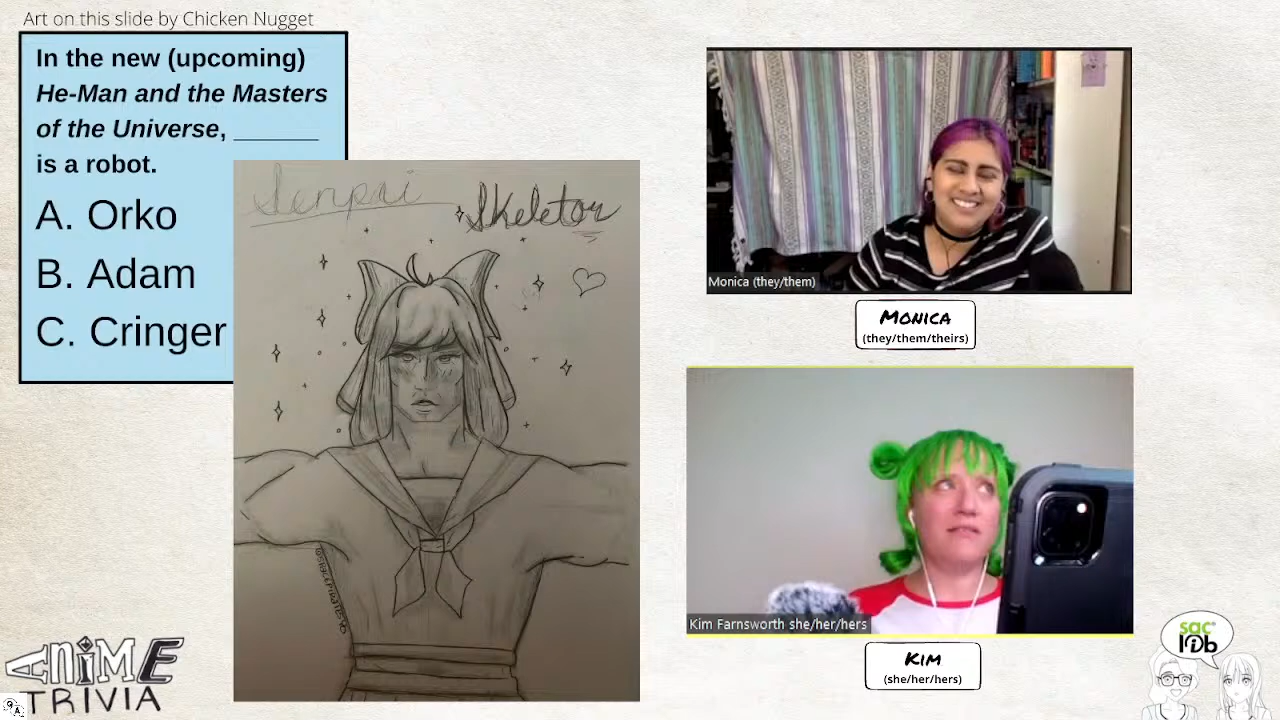 Art on this slide by Chicken Nugget
In the new (upcoming)
He-Man and the Masters
of the Universe, ______
is a robot.
A. Orko
B. Adam
C. Cringer
Senpai
Skeletor
Monica (they/them)
MONICA
(they/them/theirs)
Kim Farnsworth she/her/hers
KIM
(she/her/hers)
ANiME
TRIVIA
sac
lib